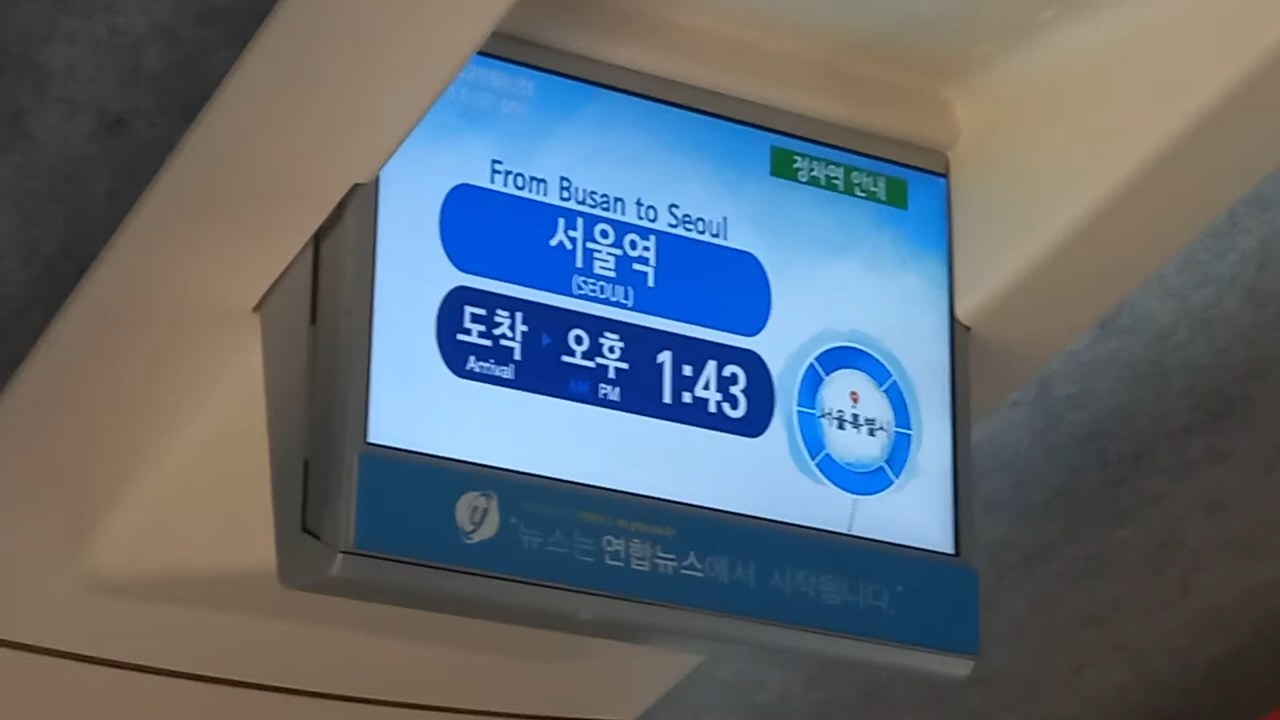 정차역 안내
From Busan to Seoul
서울역
(SEOUL)
도착 오후 1:43
Arrival AM PM
서울특별시
"뉴스는 연합뉴스에서 시작됩니다."